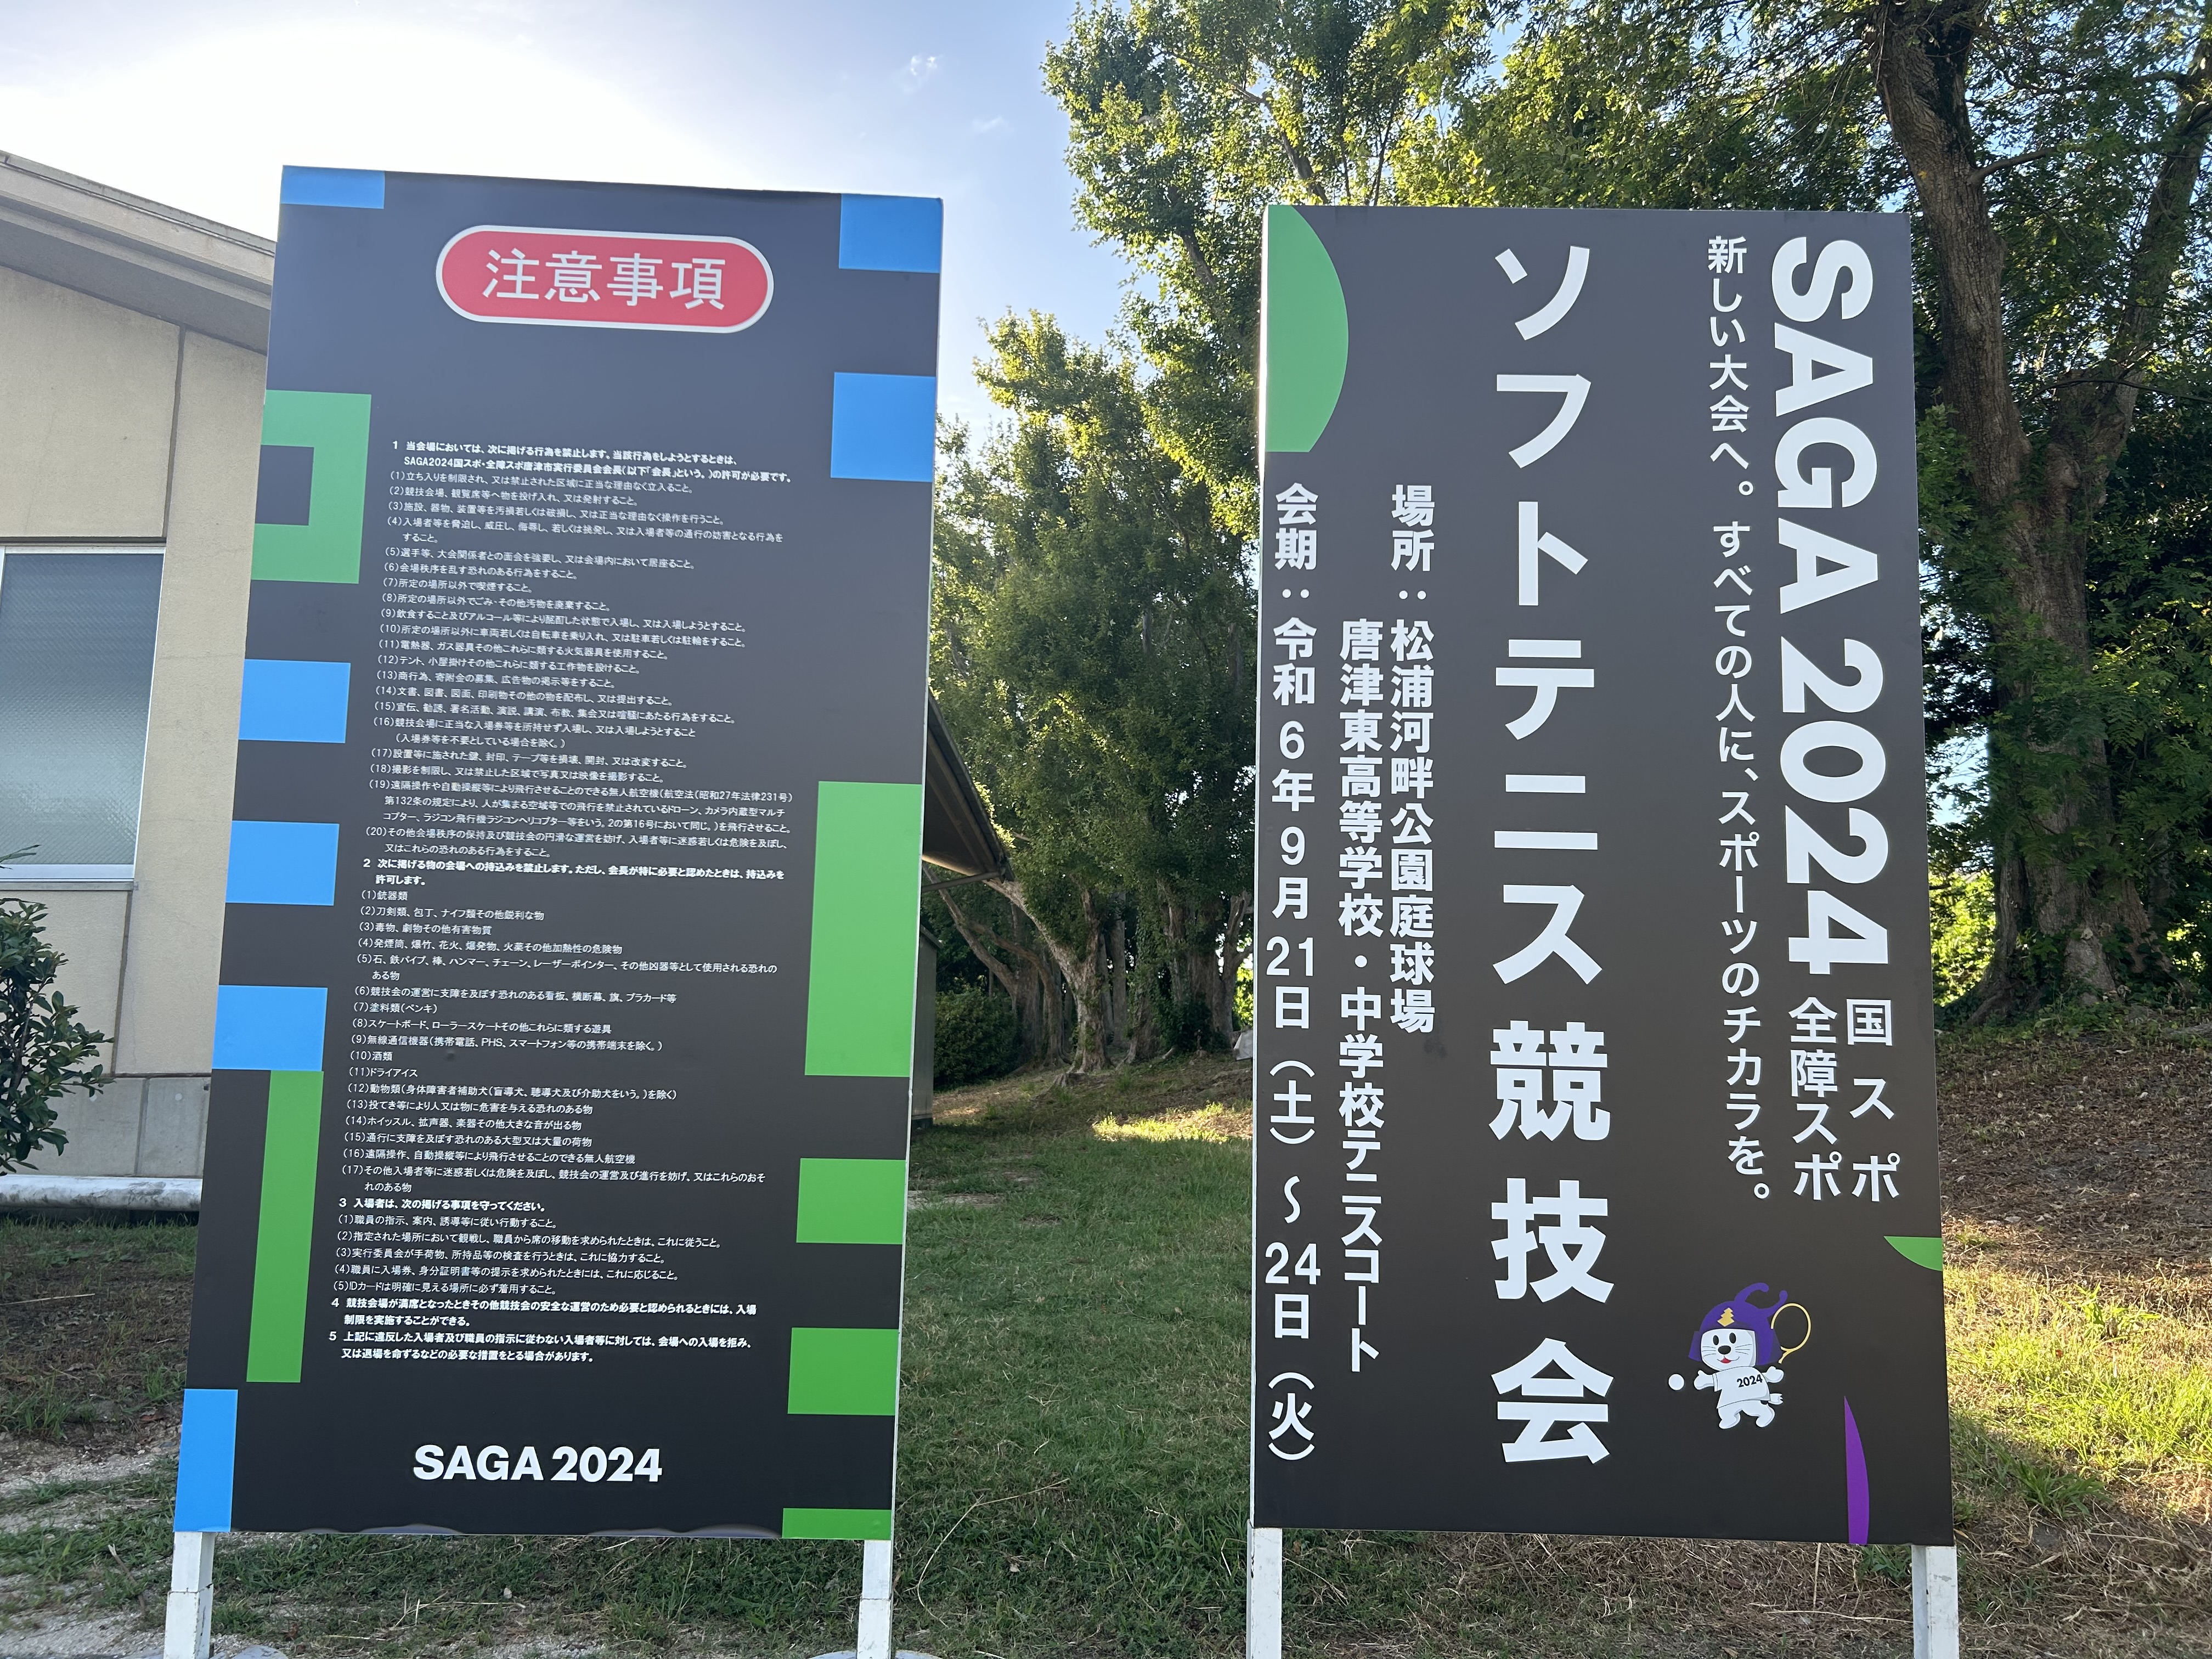 注意事項
1 当会場においては、次に掲げる行為を禁止します。当該行為をしようとするときは、
SAGA2024国スポ・全障スポ唐津市実行委員会会長(以下「会長」という。)の許可が必要です。
(1)立ち入りを制限され、又は禁止された区域に正当な理由なく立入ること。
(2)競技会場、観覧席等へ物を投げ入れ、又は発射すること。
(3)施設、器物、装置等を汚損若しくは破損し、又は正当な理由なく操作を行うこと。
(4)入場者等を脅迫し、威圧し、侮辱し、若しくは挑発し、又は入場者等の通行の妨害となる行為を
すること。
(5)選手等、大会関係者との面会を強要し、又は会場内において居座ること。
(6)会場秩序を乱す恐れのある行為をすること。
(7)所定の場所以外で喫煙すること。
(8)所定の場所以外でごみ・その他汚物を廃棄すること。
(9)飲食すること及びアルコール等により酩酊した状態で入場し、又は入場しようとすること。
(10)所定の場所以外に車両若しくは自転車を乗り入れ、又は駐車若しくは駐輪をすること。
(11)電熱器、ガス器具その他これらに類する火気器具を使用すること。
(12)テント、小屋掛けその他これらに類する工作物を設けること。
(13)商行為、寄附金の募集、広告物の掲示等をすること。
(14)文書、図書、図面、印刷物その他の物を配布し、又は提出すること。
(15)宣伝、勧誘、署名活動、演説、講演、布教、集会又は喧騒にあたる行為をすること。
(16)競技会場に正当な入場券等を所持せず入場し、又は入場しようとすること
(入場券等を不要としている場合を除く。)
(17)設置等に施された鍵、封印、テープ等を損壊、開封、又は改変すること。
(18)撮影を制限し、又は禁止した区域で写真又は映像を撮影すること。
(19)遠隔操作や自動操縦等により飛行させることのできる無人航空機(航空法(昭和27年法律231号)
第132条の規定により、人が集まる空域等での飛行を禁止されているドローン、カメラ内蔵型マルチ
コプター、ラジコン飛行機ラジコンヘリコプター等をいう。2の第16号において同じ。)を飛行させること。
(20)その他会場秩序の保持及び競技会の円滑な運営を妨げ、入場者等に迷惑若しくは危険を及ぼし、
又はこれらの恐れのある行為をすること。
2 次に掲げる物の会場への持込みを禁止します。ただし、会長が特に必要と認めたときは、持込みを
許可します。
(1)銃器類
(2)刀剣類、包丁、ナイフ類その他鋭利な物
(3)毒物、劇物その他有害物質
(4)発煙筒、爆竹、花火、爆発物、火薬その他加熱性の危険物
(5)石、鉄パイプ、棒、ハンマー、チェーン、レーザーポインター、その他凶器等として使用される恐れの
ある物
(6)競技会の運営に支障を及ぼす恐れのある看板、横断幕、旗、プラカード等
(7)塗料類(ペンキ)
(8)スケートボード、ローラースケートその他これらに類する遊具
(9)無線通信機器(携帯電話、PHS、スマートフォン等の携帯端末を除く。)
(10)酒類
(11)ドライアイス
(12)動物類(身体障害者補助犬(盲導犬、聴導犬及び介助犬をいう。)を除く)
(13)投てき等により人又は物に危害を与える恐れのある物
(14)ホイッスル、拡声器、楽器その他大きな音が出る物
(15)通行に支障を及ぼす恐れのある大型又は大量の荷物
(16)遠隔操作、自動操縦等により飛行させることのできる無人航空機
(17)その他入場者等に迷惑若しくは危険を及ぼし、競技会の運営及び進行を妨げ、又はこれらのおそ
れのある物
3 入場者は、次の掲げる事項を守ってください。
(1)職員の指示、案内、誘導等に従い行動すること。
(2)指定された場所において観戦し、職員から席の移動を求められたときは、これに従うこと。
(3)実行委員会が手荷物、所持品等の検査を行うときは、これに協力すること。
(4)職員に入場券、身分証明書等の提示を求められたときには、これに応じること。
(5)IDカードは明確に見える場所に必ず着用すること。
4 競技会場が満席となったときその他競技会の安全な運営のため必要と認められるときには、入場
制限を実施することができる。
5 上記に違反した入場者及び職員の指示に従わない入場者等に対しては、会場への入場を拒み、
又は退場を命ずるなどの必要な措置をとる場合があります。
SAGA 2024
SAGA 2024 国スポ
全障スポ
新しい大会へ。すべての人に、スポーツのチカラを。
ソフトテニス競技会
場所：松浦河畔公園庭球場
唐津東高等学校・中学校テニスコート
会期：令和6年9月21日（土）～24日（火）
2024